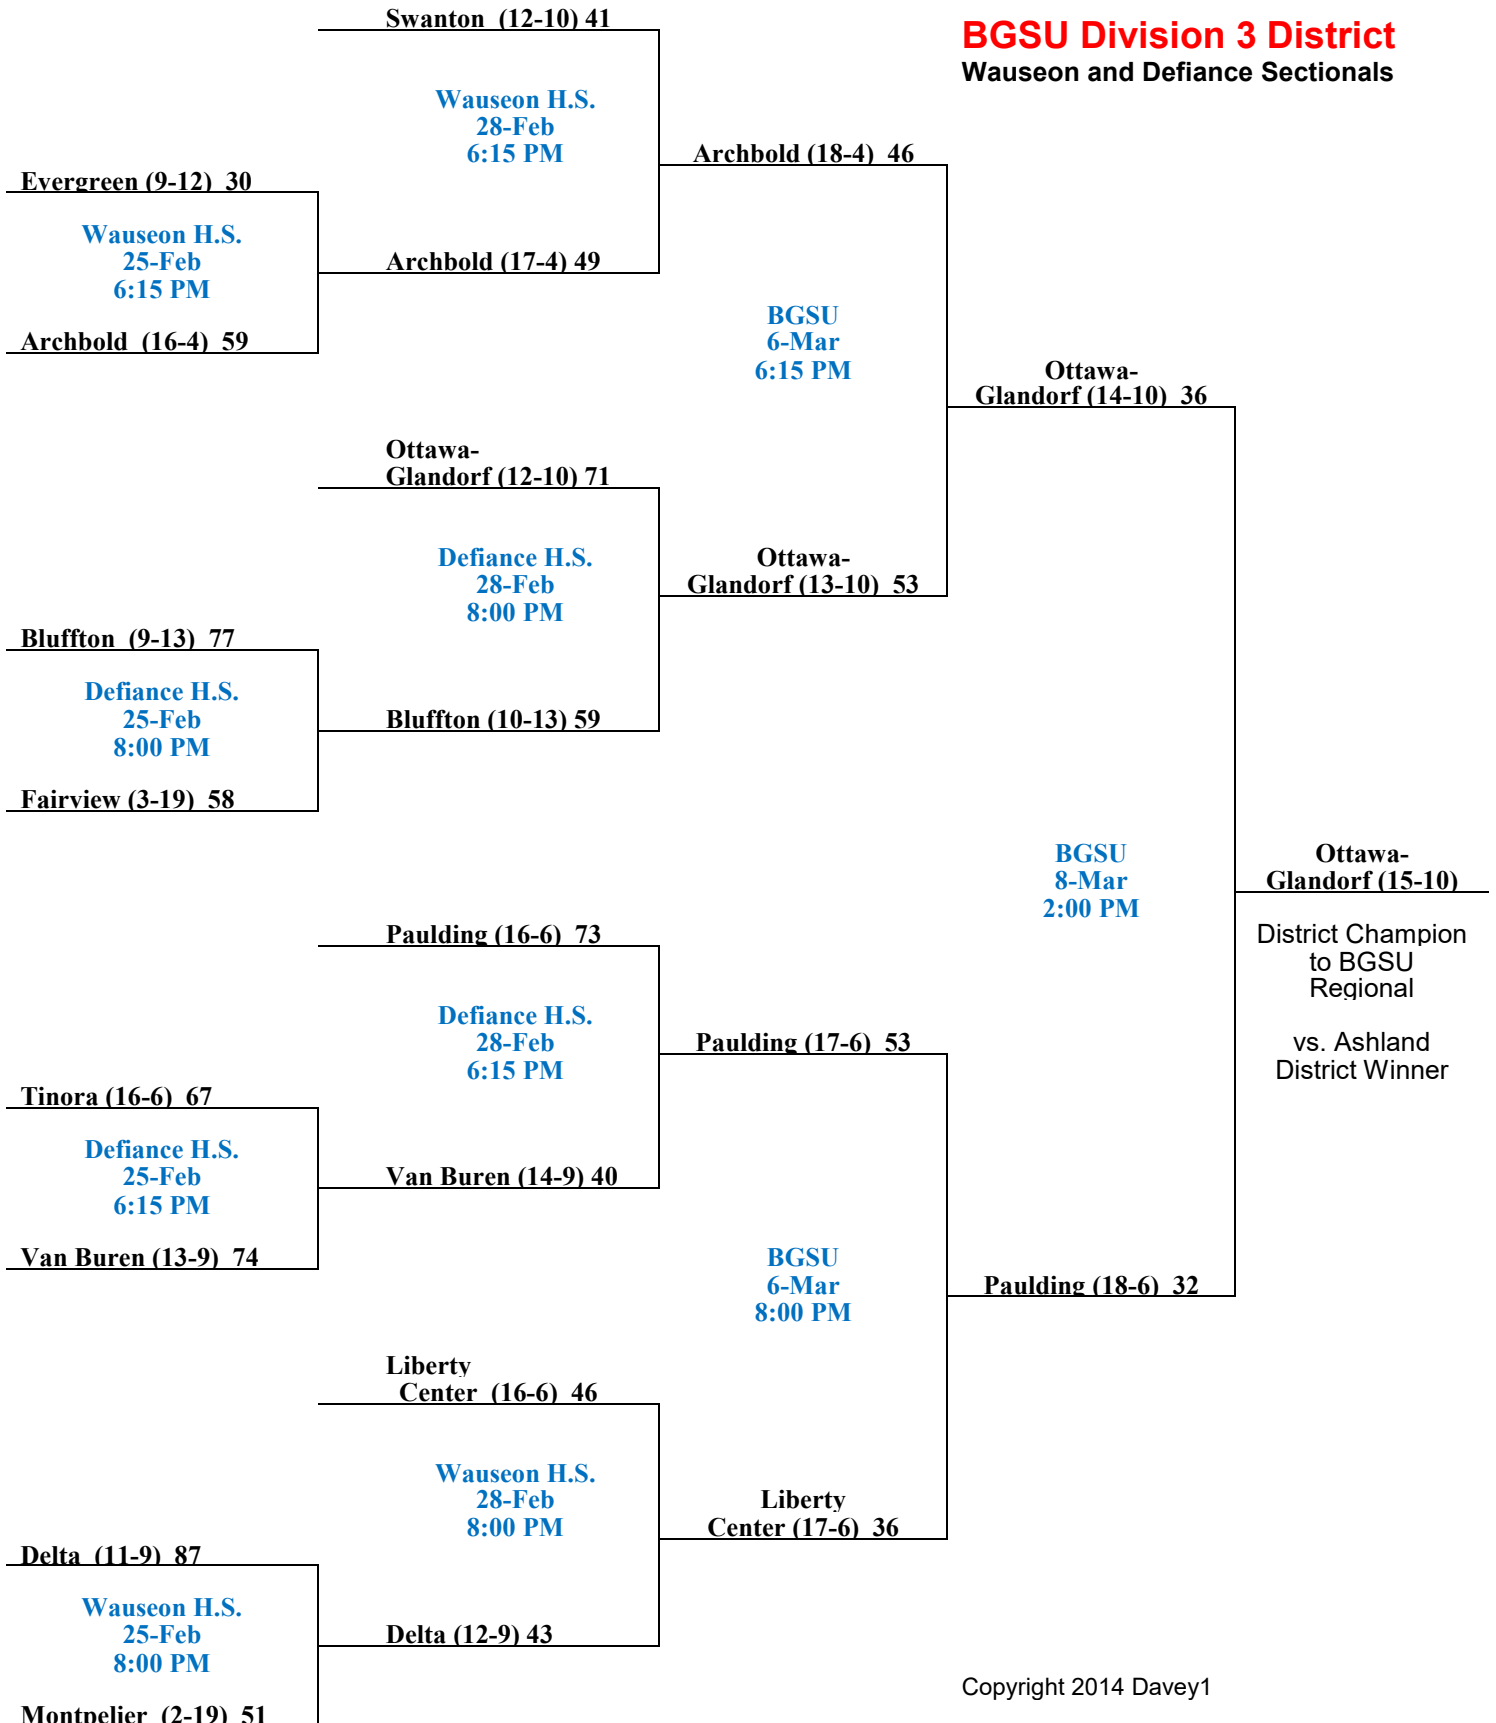 Swanton (12-10) 41
BGSU Division 3 District
Wauseon and Defiance Sectionals
Wauseon H.S.
28-Feb
6:15 PM
Archbold (18-4) 46
Evergreen (9-12) 30
Wauseon H.S.
25-Feb
6:15 PM
Archbold (17-4) 49
Archbold (16-4) 59
BGSU
6-Mar
6:15 PM
Ottawa-
Glandorf (14-10) 36
Ottawa-
Glandorf (12-10) 71
Defiance H.S.
28-Feb
8:00 PM
Ottawa-
Glandorf (13-10) 53
Bluffton (9-13) 77
Defiance H.S.
25-Feb
8:00 PM
Bluffton (10-13) 59
Fairview (3-19) 58
BGSU
8-Mar
2:00 PM
Ottawa-
Glandorf (15-10)
District Champion
to BGSU
Regional
vs. Ashland
District Winner
Paulding (16-6) 73
Defiance H.S.
28-Feb
6:15 PM
Paulding (17-6) 53
Tinora (16-6) 67
Defiance H.S.
25-Feb
6:15 PM
Van Buren (14-9) 40
Van Buren (13-9) 74
BGSU
6-Mar
8:00 PM
Paulding (18-6) 32
Liberty
Center (16-6) 46
Wauseon H.S.
28-Feb
8:00 PM
Liberty
Center (17-6) 36
Delta (11-9) 87
Wauseon H.S.
25-Feb
8:00 PM
Delta (12-9) 43
Montpelier (2-19) 51
Copyright 2014 Davey1